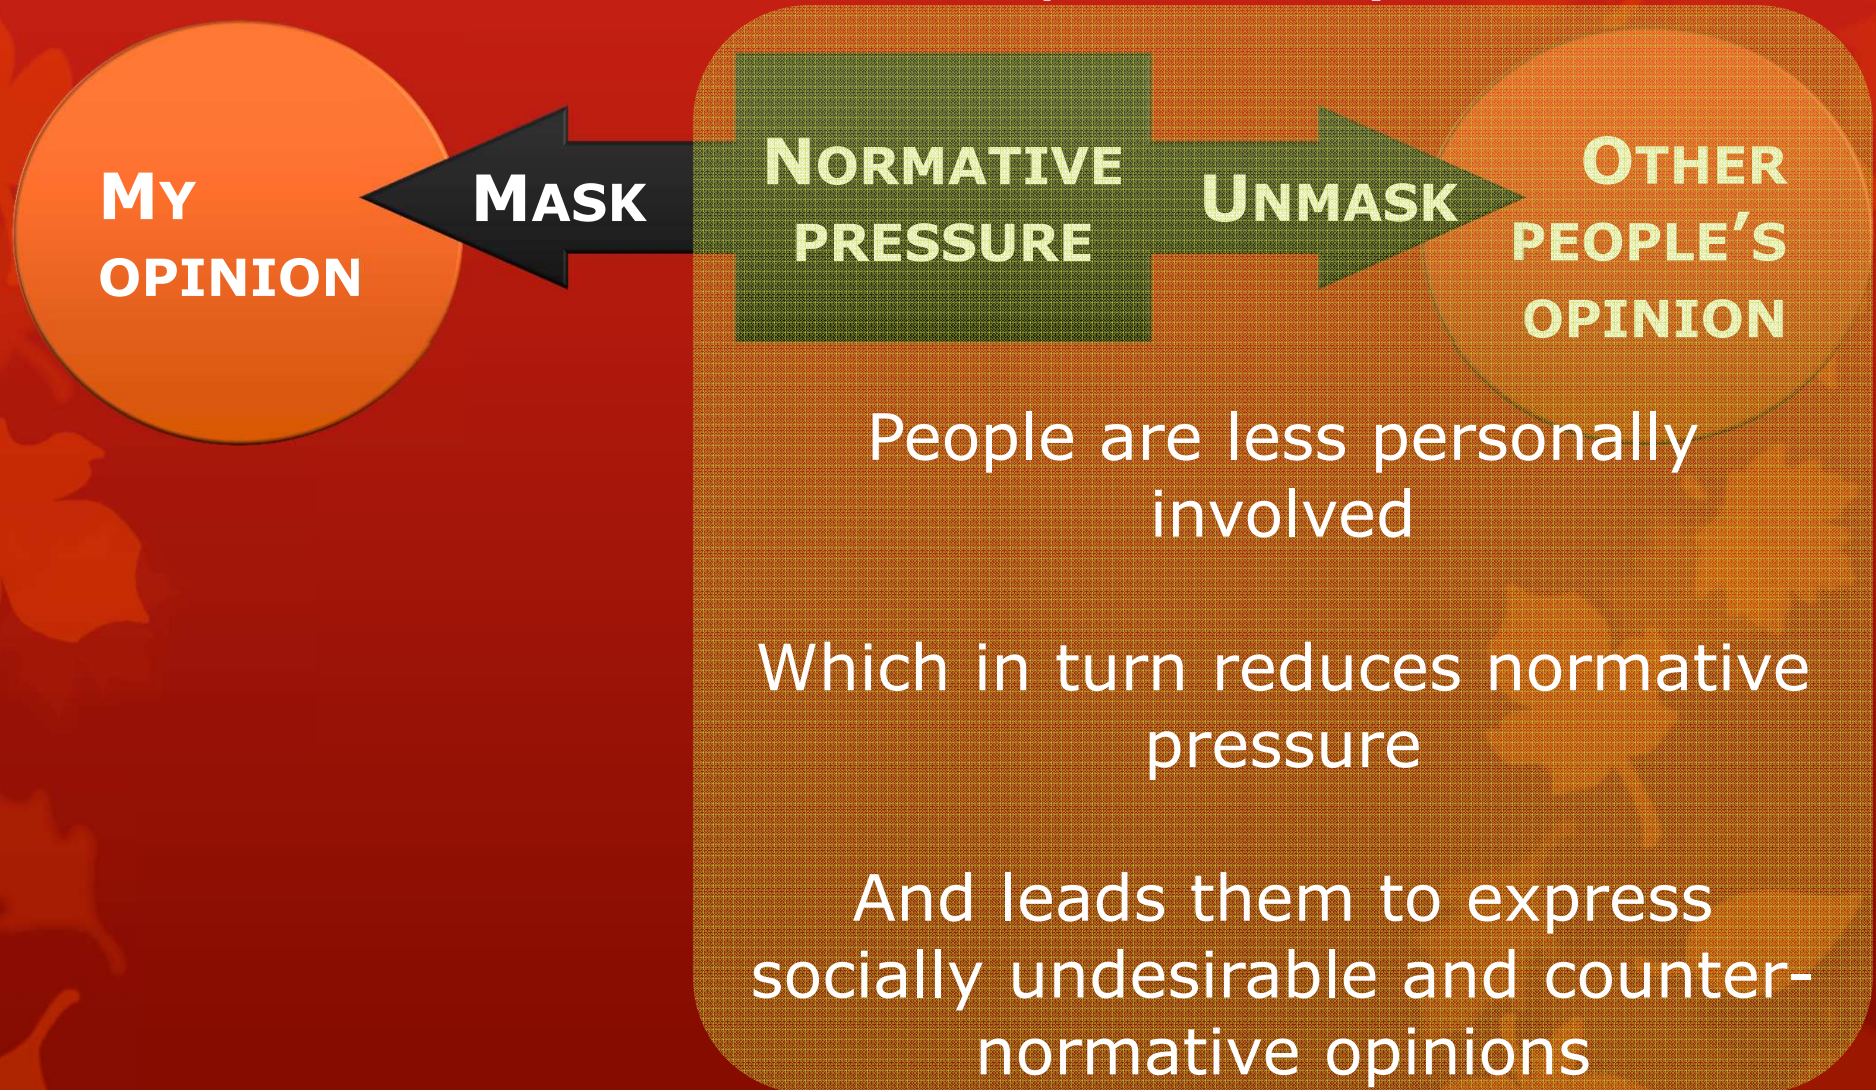 MY
OPINION
MASK
NORMATIVE
PRESSURE
UNMASK
OTHER
PEOPLE'S
OPINION
People are less personally
involved
Which in turn reduces normative
pressure
And leads them to express
socially undesirable and counter-
normative opinions